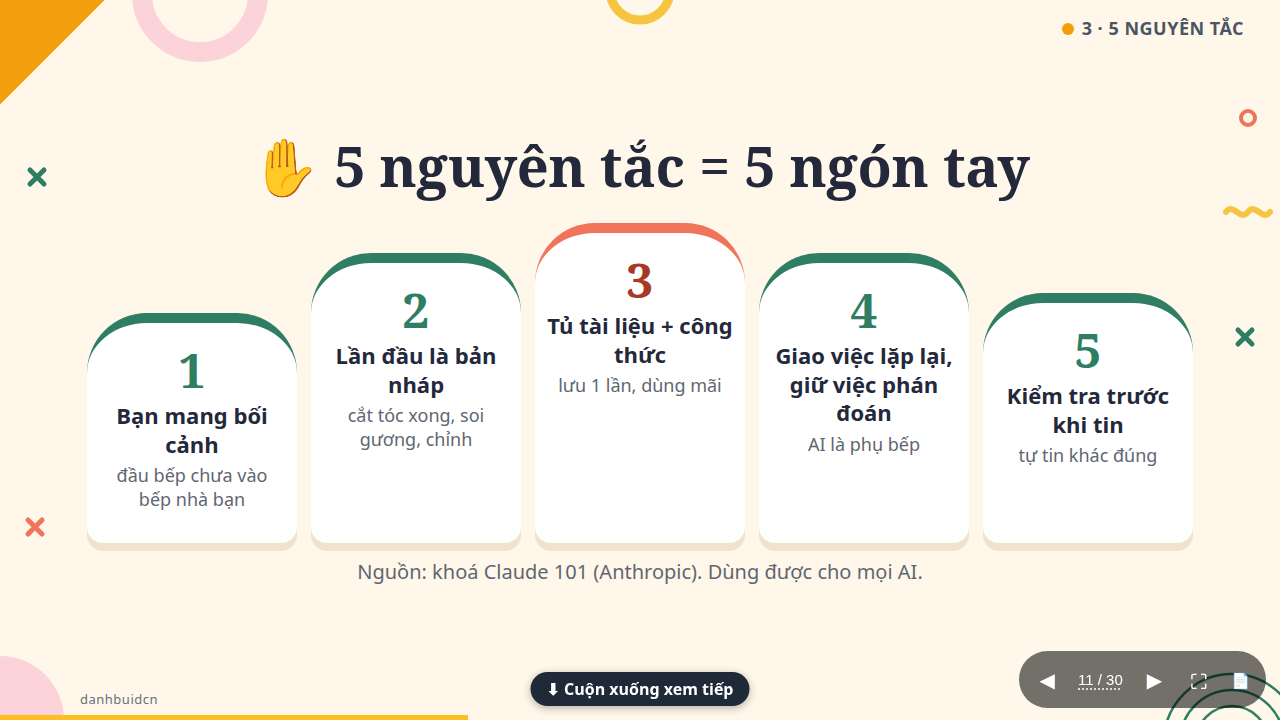 3 · 5 NGUYÊN TẮC
5 nguyên tắc = 5 ngón tay
1
Bạn mang bối
cảnh
đầu bếp chưa vào
bếp nhà bạn
2
Lần đầu là bản
nháp
cắt tóc xong, soi
gương, chỉnh
3
Tủ tài liệu + công
thức
lưu 1 lần, dùng mãi
4
Giao việc lặp lại,
giữ việc phán
đoán
AI là phụ bếp
5
Kiểm tra trước
khi tin
tự tin khác đúng
Nguồn: khoá Claude 101 (Anthropic). Dùng được cho mọi AI.
⬇ Cuộn xuống xem tiếp
danhbuidcn
11 / 30